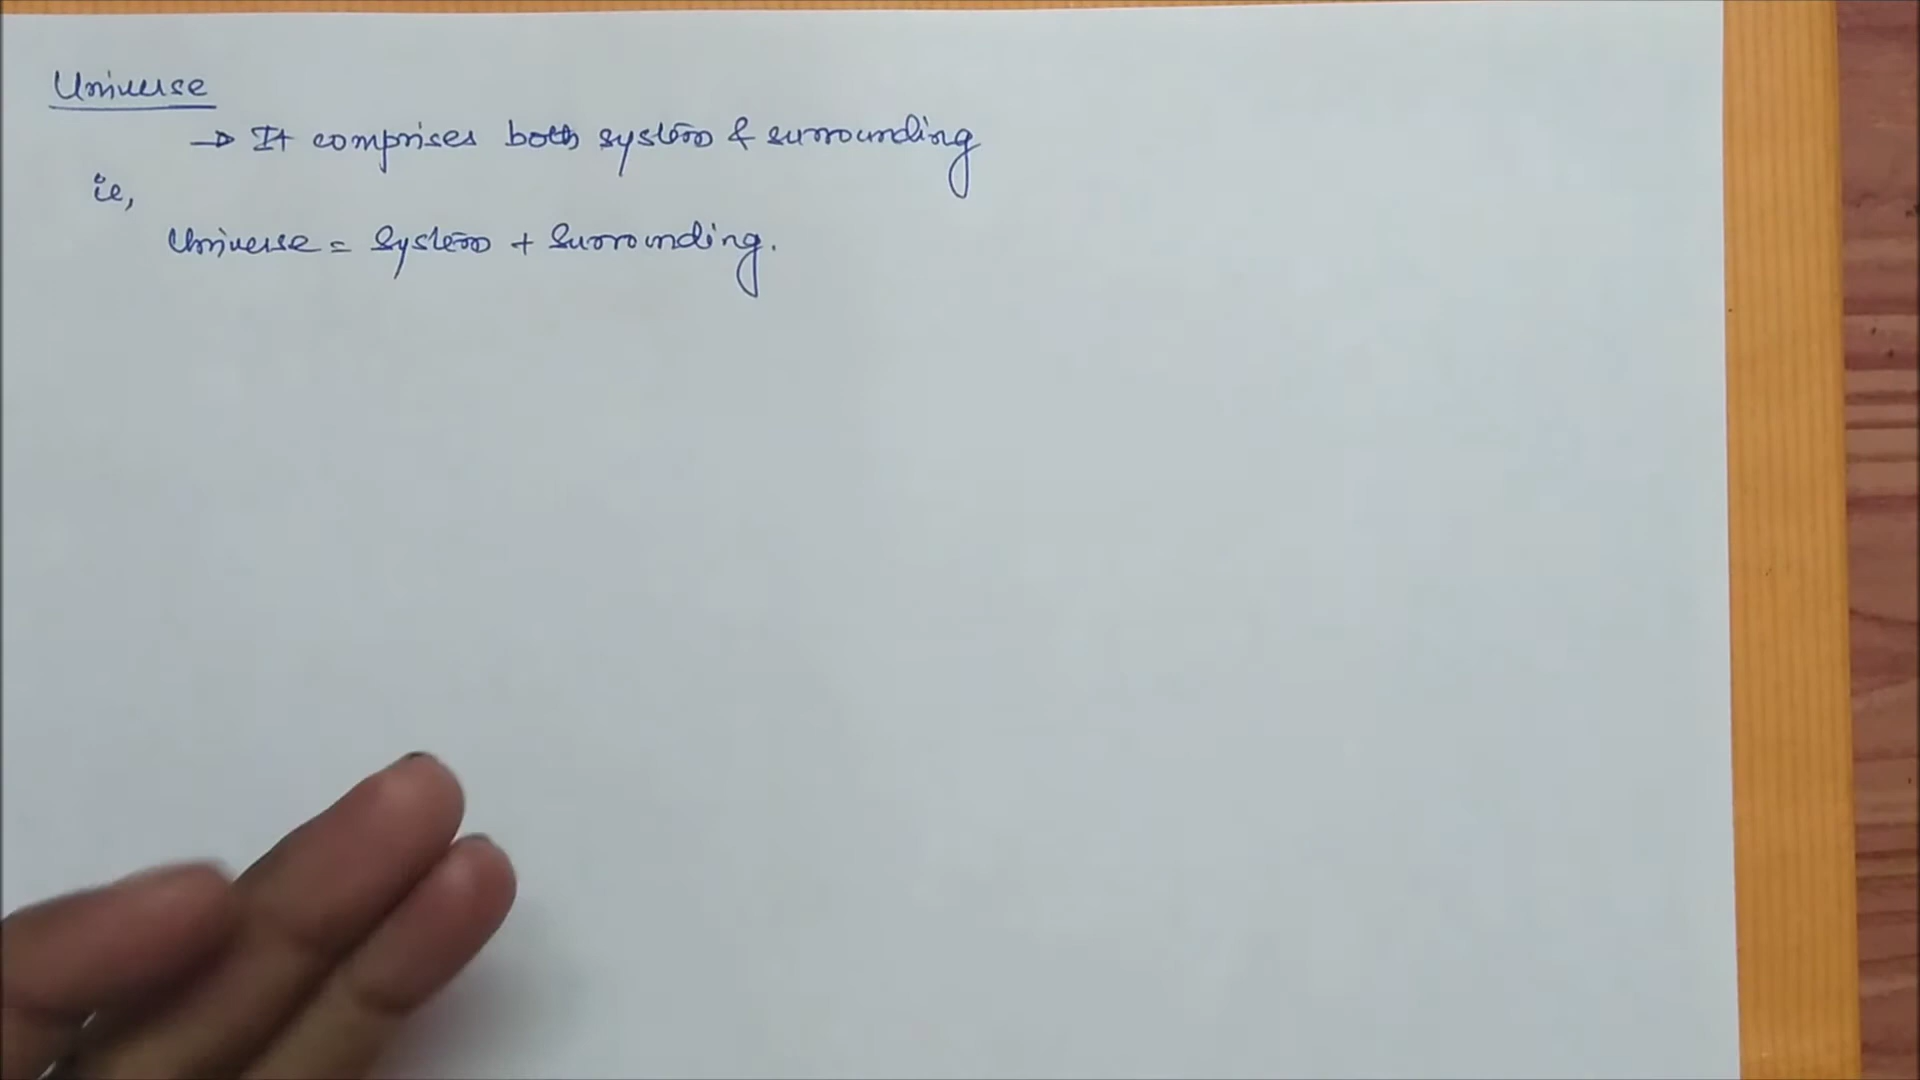 Universe
→ It comprises both system & surrounding
ie,
Universe = System + Surrounding.